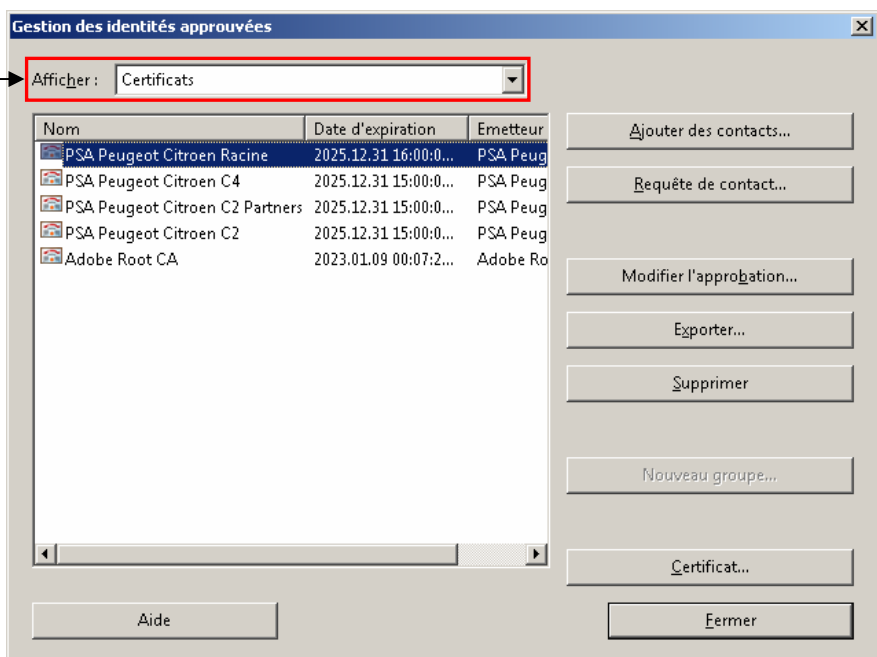 Gestion des identités approuvées
Afficher : Certificats
Nom Date d'expiration Emetteur
PSA Peugeot Citroen Racine 2025.12.31 16:00:0... PSA Peug
PSA Peugeot Citroen C4 2025.12.31 15:00:0... PSA Peug
PSA Peugeot Citroen C2 Partners 2025.12.31 15:00:0... PSA Peug
PSA Peugeot Citroen C2 2025.12.31 15:00:0... PSA Peug
Adobe Root CA 2023.01.09 00:07:2... Adobe Ro
Ajouter des contacts...
Requête de contact...
Modifier l'approbation...
Exporter...
Supprimer
Nouveau groupe...
Certificat...
Aide
Fermer